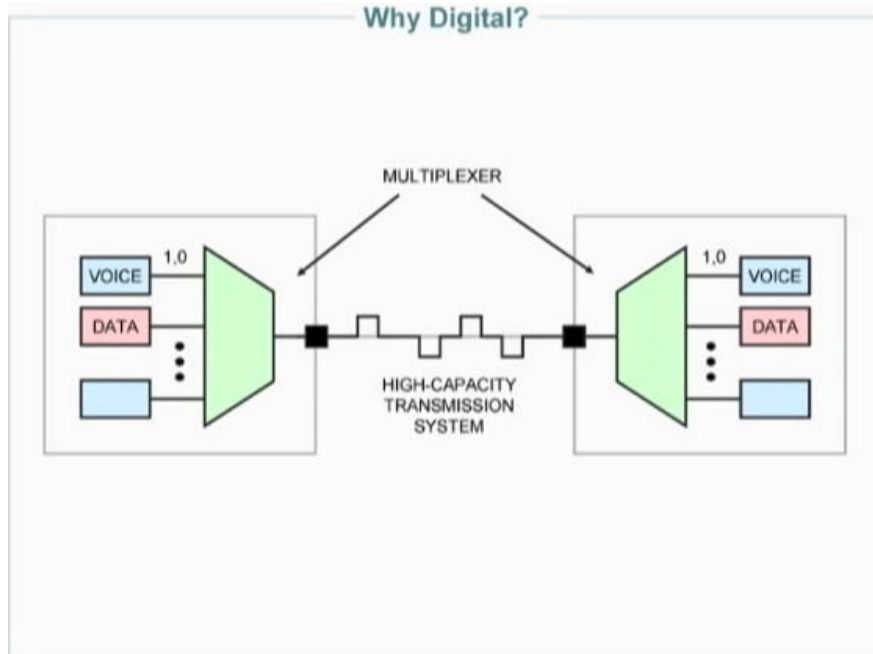 Why Digital?
MULTIPLEXER
1,0
VOICE
DATA
1,0
VOICE
DATA
HIGH-CAPACITY
TRANSMISSION
SYSTEM